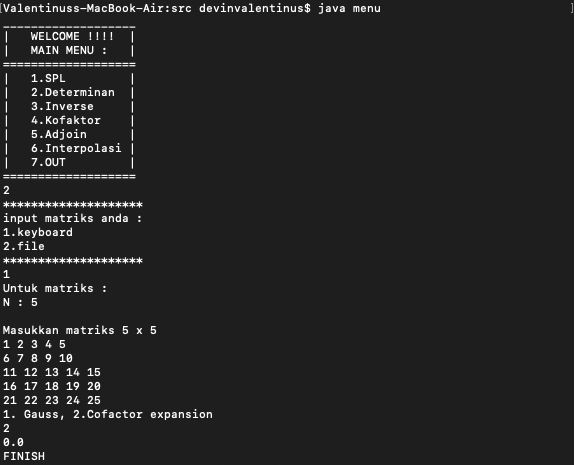 [Valentinuss-MacBook-Air:src devinvalentinus$ java menu ]
___________________
|   WELCOME !!!!  |
|   MAIN MENU :   |
===================
|   1.SPL         |
|   2.Determinan  |
|   3.Inverse     |
|   4.Kofaktor    |
|   5.Adjoin      |
|   6.Interpolasi |
|   7.OUT         |
===================
2
********************
input matriks anda :
1.keyboard
2.file
********************
1
Untuk matriks :
N : 5

Masukkan matriks 5 x 5
1 2 3 4 5
6 7 8 9 10
11 12 13 14 15
16 17 18 19 20
21 22 23 24 25
1. Gauss, 2.Cofactor expansion
2
0.0
FINISH